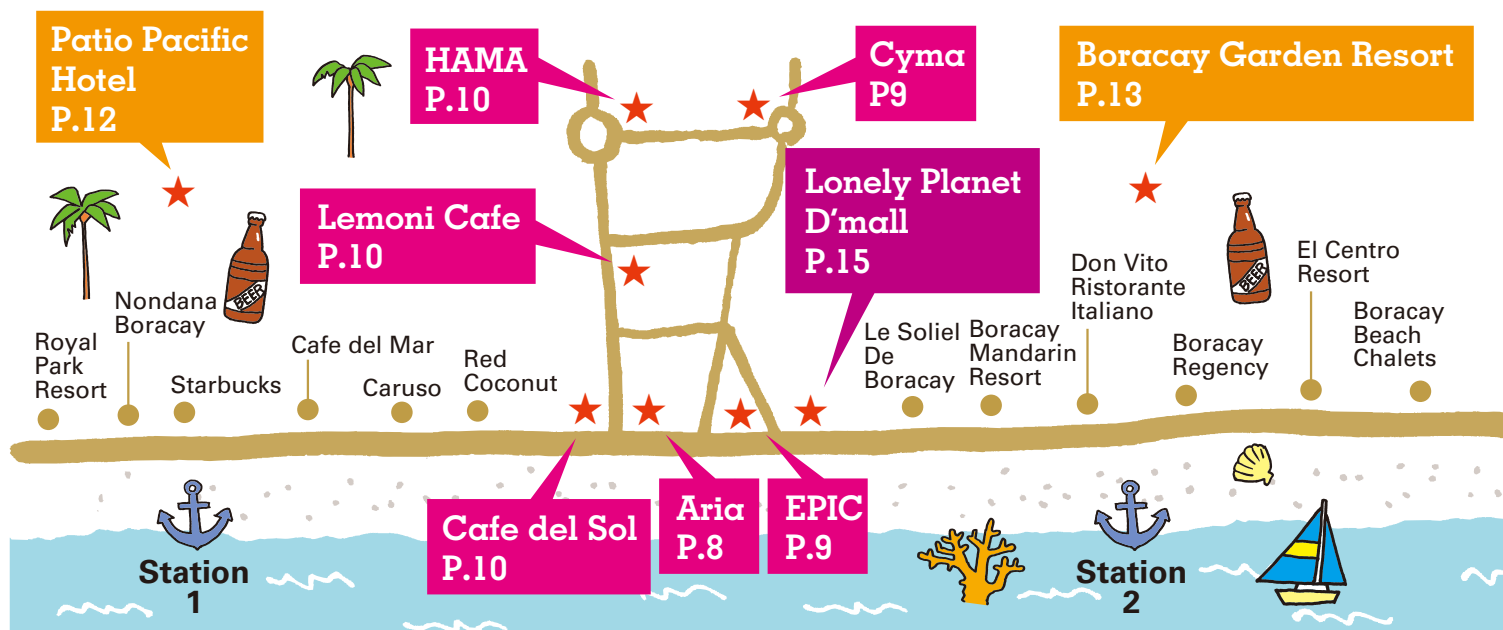 Patio Pacific
Hotel
P.12
HAMA
P.10
Cyma
P9
Boracay Garden Resort
P.13
Lemoni Cafe
P.10
Lonely Planet
D'mall
P.15
Royal
Park
Resort
Nondana
Boracay
BEER
Starbucks
Cafe del Mar
Caruso
Red
Coconut
Le Soliel
De
Boracay
Boracay
Mandarin
Resort
Don Vito
Ristorante
Italiano
Boracay
Regency
BEER
El Centro
Resort
Boracay
Beach
Chalets
Cafe del Sol
P.10
Aria
P.8
EPIC
P.9
Station
1
Station
2